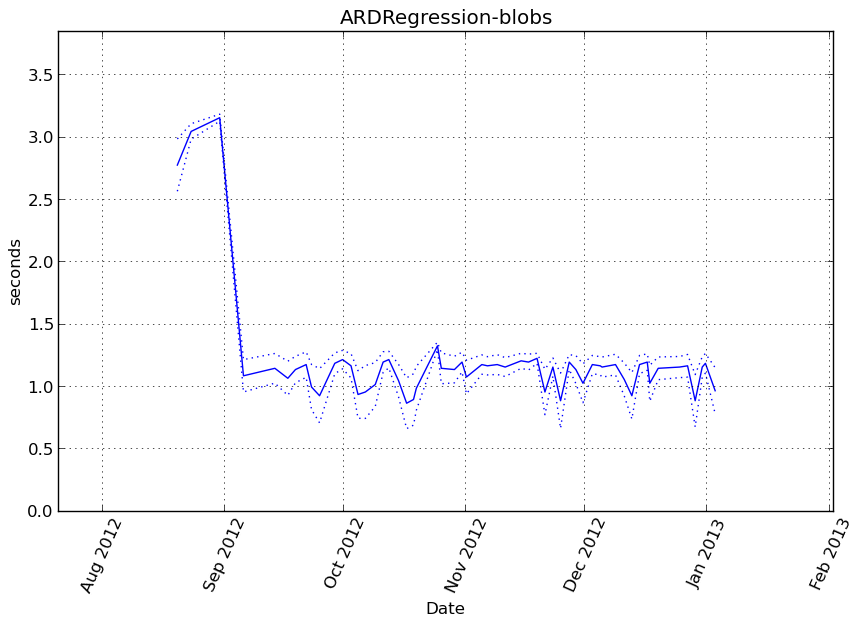 ARDRegression-blobs
3.5
3.0
2.5
2.0
1.5
1.0
0.5
0.0
seconds
Aug 2012
Sep 2012
Oct 2012
Nov 2012
Dec 2012
Jan 2013
Feb 2013
Date